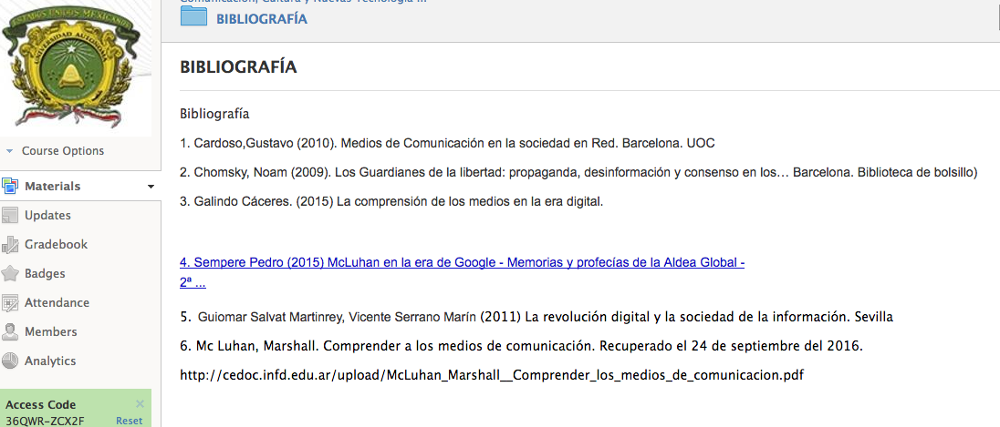 Comunicación, Cultura y Nuevas Tecnología ...
BIBLIOGRAFÍA
ESTADOS UNIDOS MEXICANOS
UNIVERSIDAD AUTONOMA
BIBLIOGRAFÍA
Bibliografía
1. Cardoso,Gustavo (2010). Medios de Comunicación en la sociedad en Red. Barcelona. UOC
2. Chomsky, Noam (2009). Los Guardianes de la libertad: propaganda, desinformación y consenso en los... Barcelona. Biblioteca de bolsillo)
3. Galindo Cáceres. (2015) La comprensión de los medios en la era digital.
4. Sempere Pedro (2015) McLuhan en la era de Google - Memorias y profecías de la Aldea Global -
2ª ...
5. Guiomar Salvat Martinrey, Vicente Serrano Marín (2011) La revolución digital y la sociedad de la información. Sevilla
6. Mc Luhan, Marshall. Comprender a los medios de comunicación. Recuperado el 24 de septiembre del 2016.
http://cedoc.infd.edu.ar/upload/McLuhan_Marshall__Comprender_los_medios_de_comunicacion.pdf
Course Options
Materials
Updates
Gradebook
Badges
Attendance
Members
Analytics
Access Code
36QWR-ZCX2F Reset